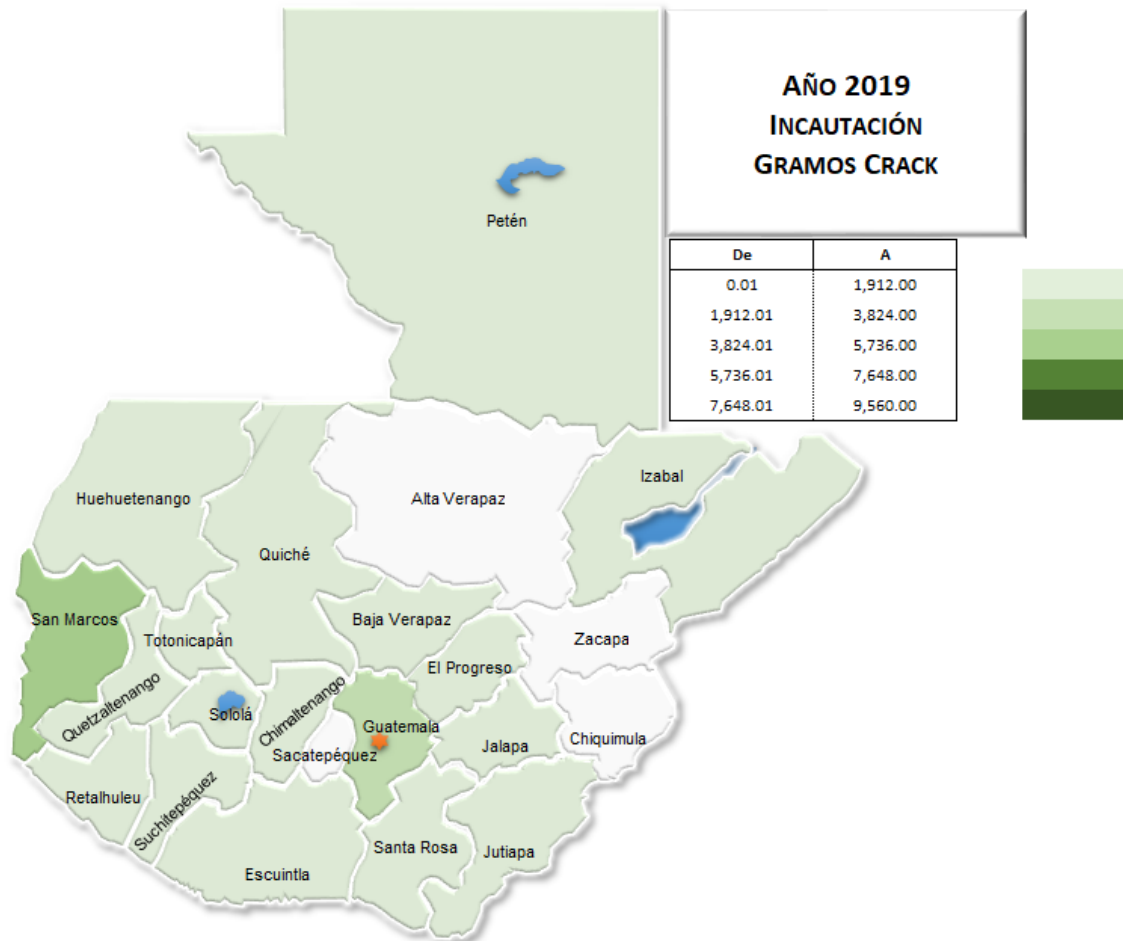 AÑO 2019
INCAUTACIÓN
GRAMOS CRACK
De A
0.01 1,912.00
1,912.01 3,824.00
3,824.01 5,736.00
5,736.01 7,648.00
7,648.01 9,560.00
Petén
Izabal
Huehuetenango
Alta Verapaz
Quiché
San Marcos
Totonicapán
Baja Verapaz
Zacapa
El Progreso
Quetzaltenango
Sololá
Chimaltenango
Guatemala
Sacatepéquez
Jalapa
Chiquimula
Retalhuleu
Suchitepéquez
Santa Rosa
Jutiapa
Escuintla